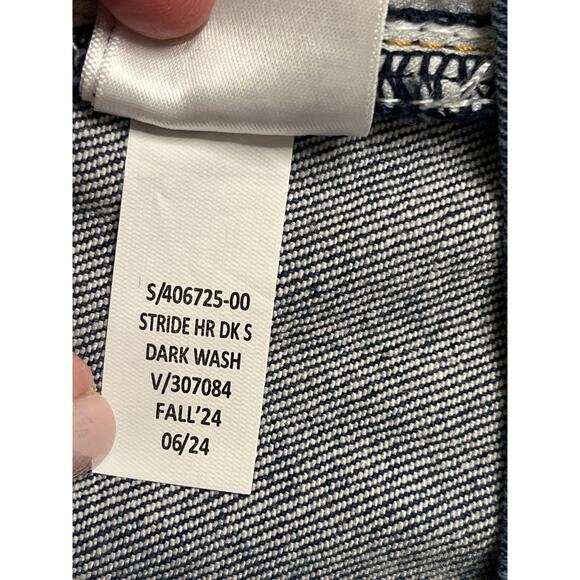 S/406725-00
STRIDE HR DK S
DARK WASH
V/307084
FALL'24
06/24